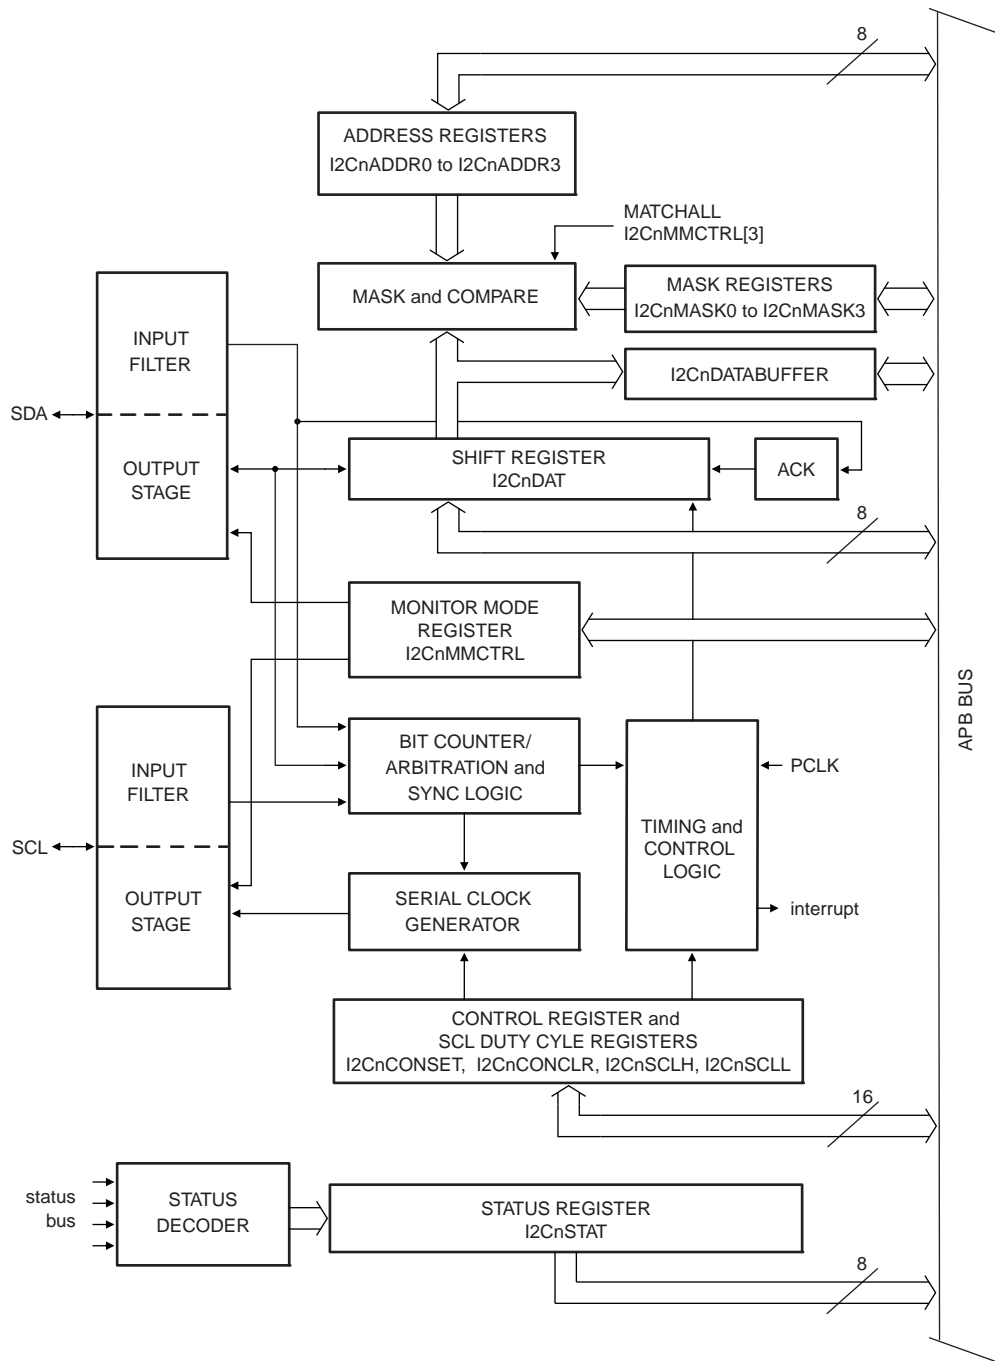 8
ADDRESS REGISTERS
I2CnADDR0 to I2CnADDR3
MATCHALL
I2CnMMCTRL[3]
MASK and COMPARE
MASK REGISTERS
I2CnMASK0 to I2CnMASK3
I2CnDATABUFFER
INPUT
FILTER
SDA
OUTPUT
STAGE
SHIFT REGISTER
I2CnDAT
ACK
8
MONITOR MODE
REGISTER
I2CnMMCTRL
APB BUS
BIT COUNTER/
ARBITRATION and
SYNC LOGIC
PCLK
INPUT
FILTER
SCL
OUTPUT
STAGE
TIMING and
CONTROL
LOGIC
SERIAL CLOCK
GENERATOR
interrupt
CONTROL REGISTER and
SCL DUTY CYLE REGISTERS
I2CnCONSET, I2CnCONCLR, I2CnSCLH, I2CnSCLL
16
status
bus
STATUS
DECODER
STATUS REGISTER
I2CnSTAT
8